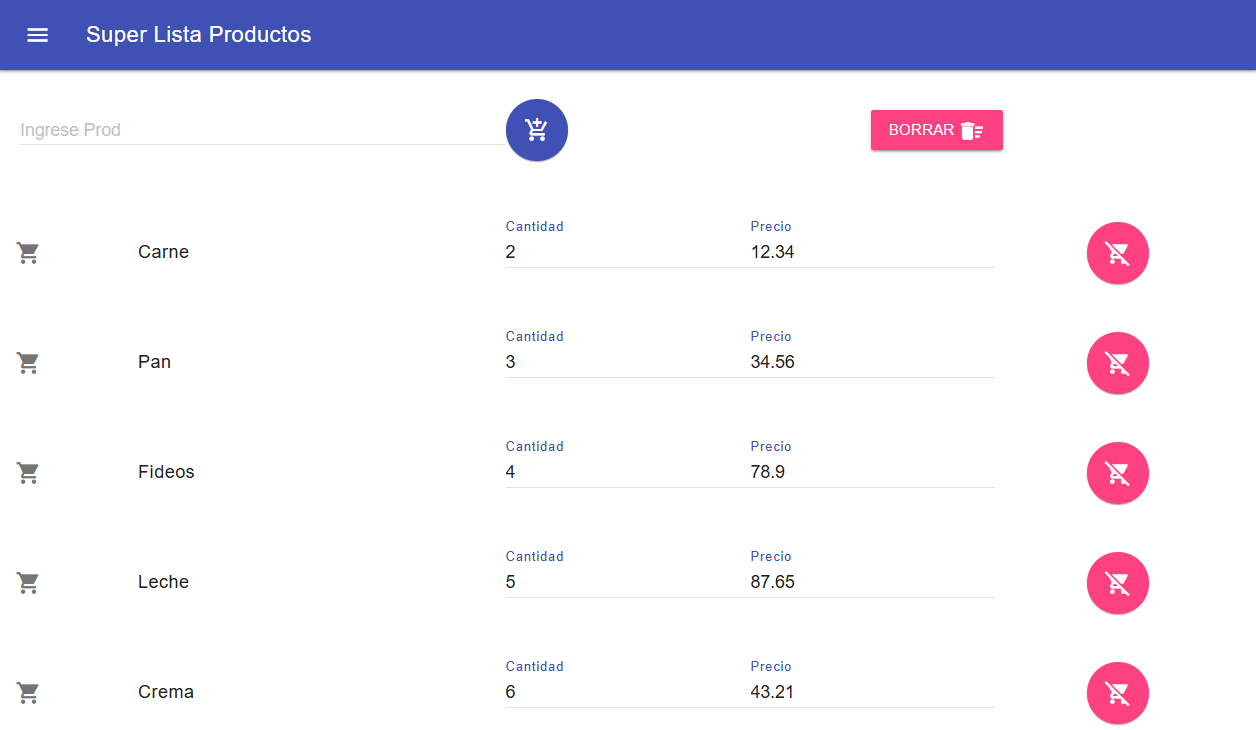 Super Lista Productos
Ingrese Prod
BORRAR
Cantidad Precio
Carne 2 12.34
Cantidad Precio
Pan 3 34.56
Cantidad Precio
Fideos 4 78.9
Cantidad Precio
Leche 5 87.65
Cantidad Precio
Crema 6 43.21